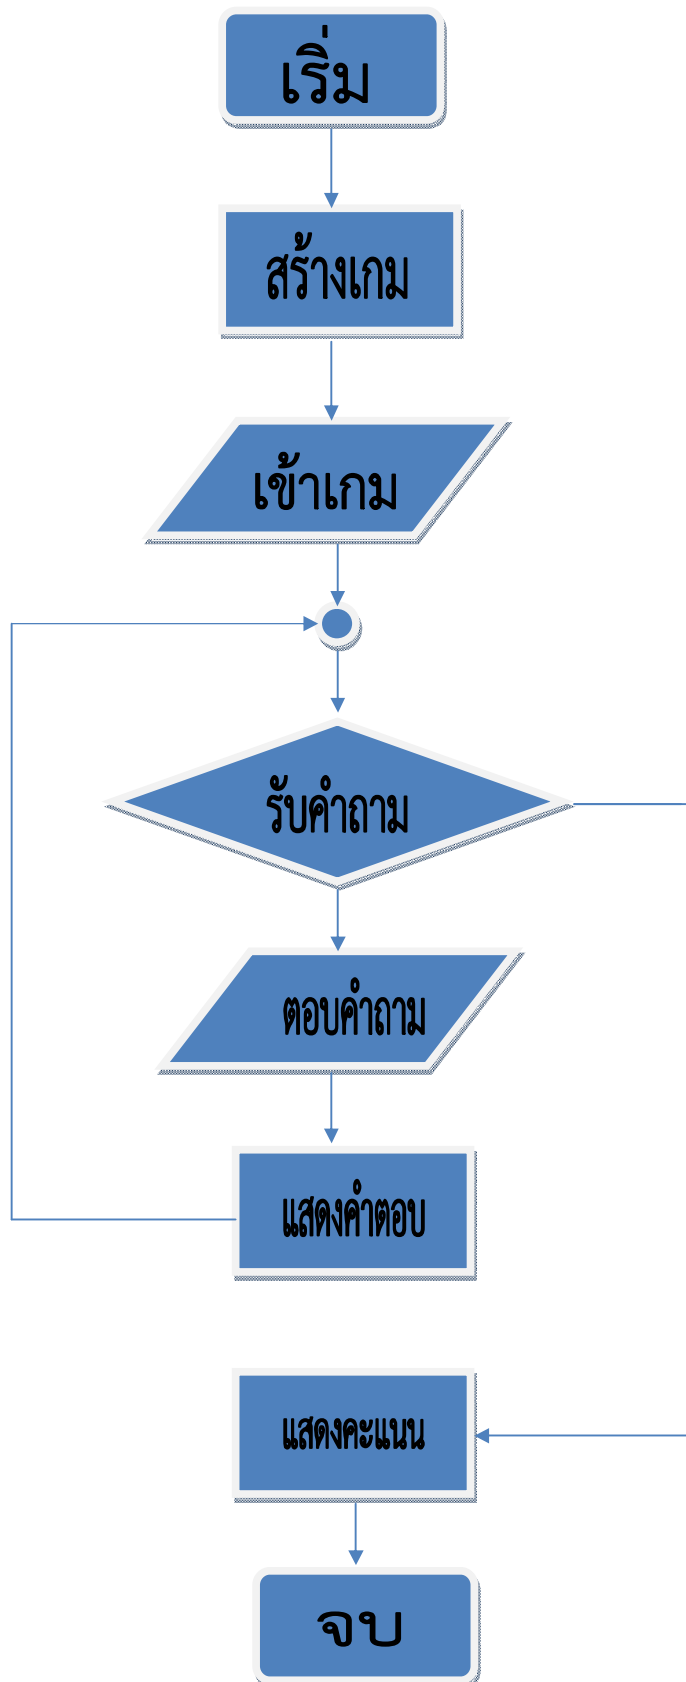 เริ่ม
สร้างเกม
เข้าเกม
รับคำถาม
ตอบคำถาม
แสดงคำตอบ
แสดงคะแนน
จบ